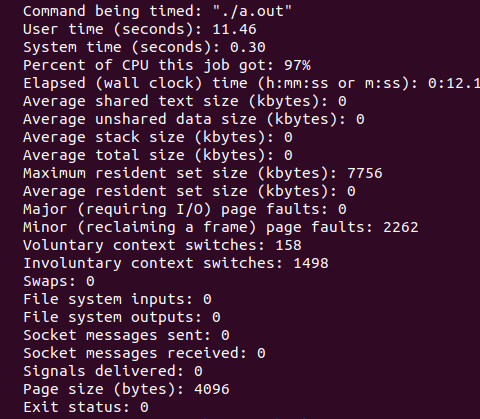 Command being timed: "./a.out"
User time (seconds): 11.46
System time (seconds): 0.30
Percent of CPU this job got: 97%
Elapsed (wall clock) time (h:mm:ss or m:ss): 0:12.1
Average shared text size (kbytes): 0
Average unshared data size (kbytes): 0
Average stack size (kbytes): 0
Average total size (kbytes): 0
Maximum resident set size (kbytes): 7756
Average resident set size (kbytes): 0
Major (requiring I/O) page faults: 0
Minor (reclaiming a frame) page faults: 2262
Voluntary context switches: 158
Involuntary context switches: 1498
Swaps: 0
File system inputs: 0
File system outputs: 0
Socket messages sent: 0
Socket messages received: 0
Signals delivered: 0
Page size (bytes): 4096
Exit status: 0